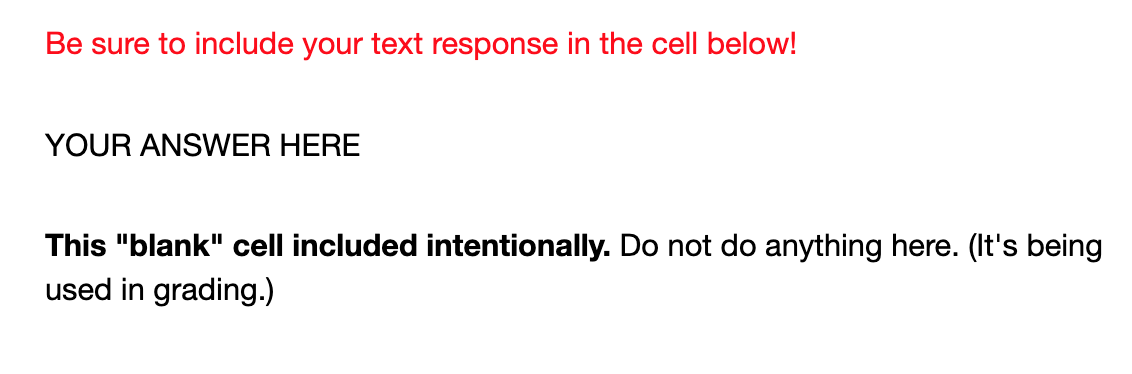 Be sure to include your text response in the cell below!
YOUR ANSWER HERE
This "blank" cell included intentionally. Do not do anything here. (It's being
used in grading.)